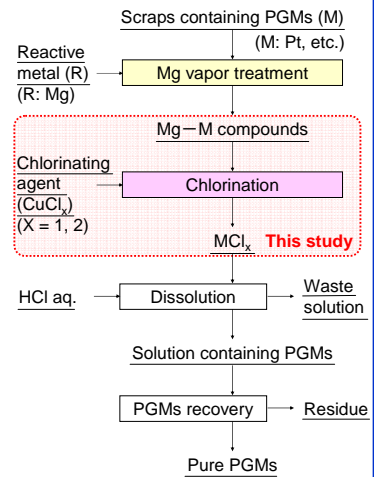 Scraps containing PGMs (M)
(M: Pt, etc.)
Reactive
metal (R)
(R: Mg)
Mg vapor treatment
Mg－M compounds
Chlorinating
agent
(CuClₓ)
(X = 1, 2)
Chlorination
MClₓ
This study
HCl aq.
Dissolution
Waste
solution
Solution containing PGMs
PGMs recovery
Residue
Pure PGMs